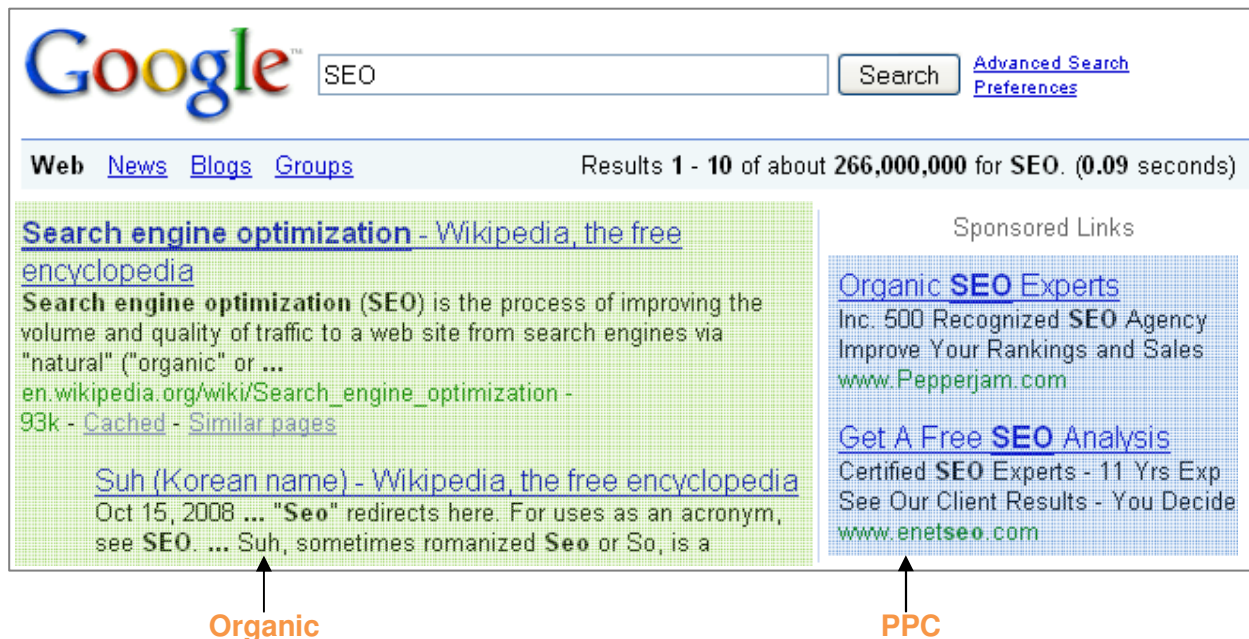 Google™
SEO
Search
Advanced Search
Preferences
Web News Blogs Groups
Results 1 - 10 of about 266,000,000 for SEO. (0.09 seconds)
Search engine optimization - Wikipedia, the free
encyclopedia
Search engine optimization (SEO) is the process of improving the
volume and quality of traffic to a web site from search engines via
"natural" ("organic" or ...
en.wikipedia.org/wiki/Search_engine_optimization -
93k - Cached - Similar pages
Suh (Korean name) - Wikipedia, the free encyclopedia
Oct 15, 2008 ... "Seo" redirects here. For uses as an acronym,
see SEO. ... Suh, sometimes romanized Seo or So, is a
Sponsored Links
Organic SEO Experts
Inc. 500 Recognized SEO Agency
Improve Your Rankings and Sales
www.Pepperjam.com
Get A Free SEO Analysis
Certified SEO Experts - 11 Yrs Exp
See Our Client Results - You Decide
www.enetseo.com
Organic
PPC